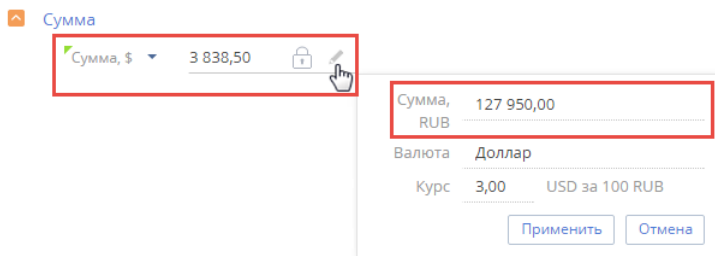 Сумма
Сумма, $ 3 838,50
Сумма, RUB 127 950,00
Валюта Доллар
Курс 3,00 USD за 100 RUB
Применить Отмена